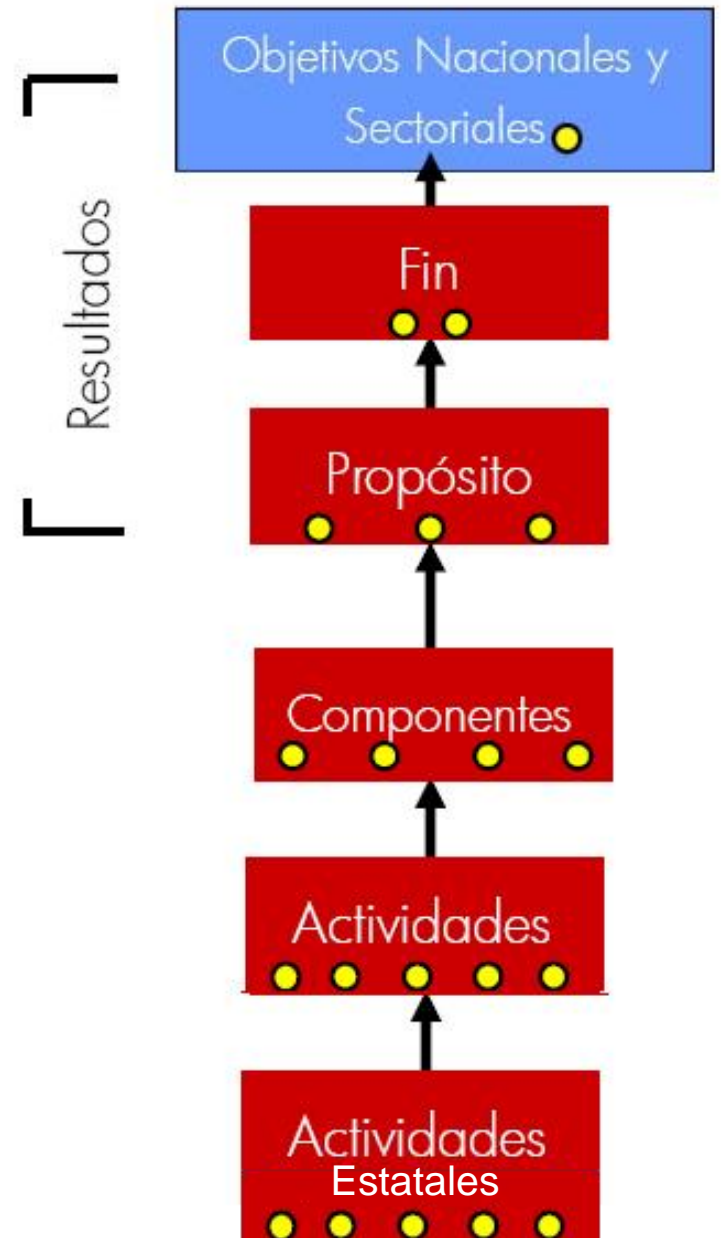 Objetivos Nacionales y
Sectoriales
Resultados
Fin
Propósito
Componentes
Actividades
Actividades
Estatales